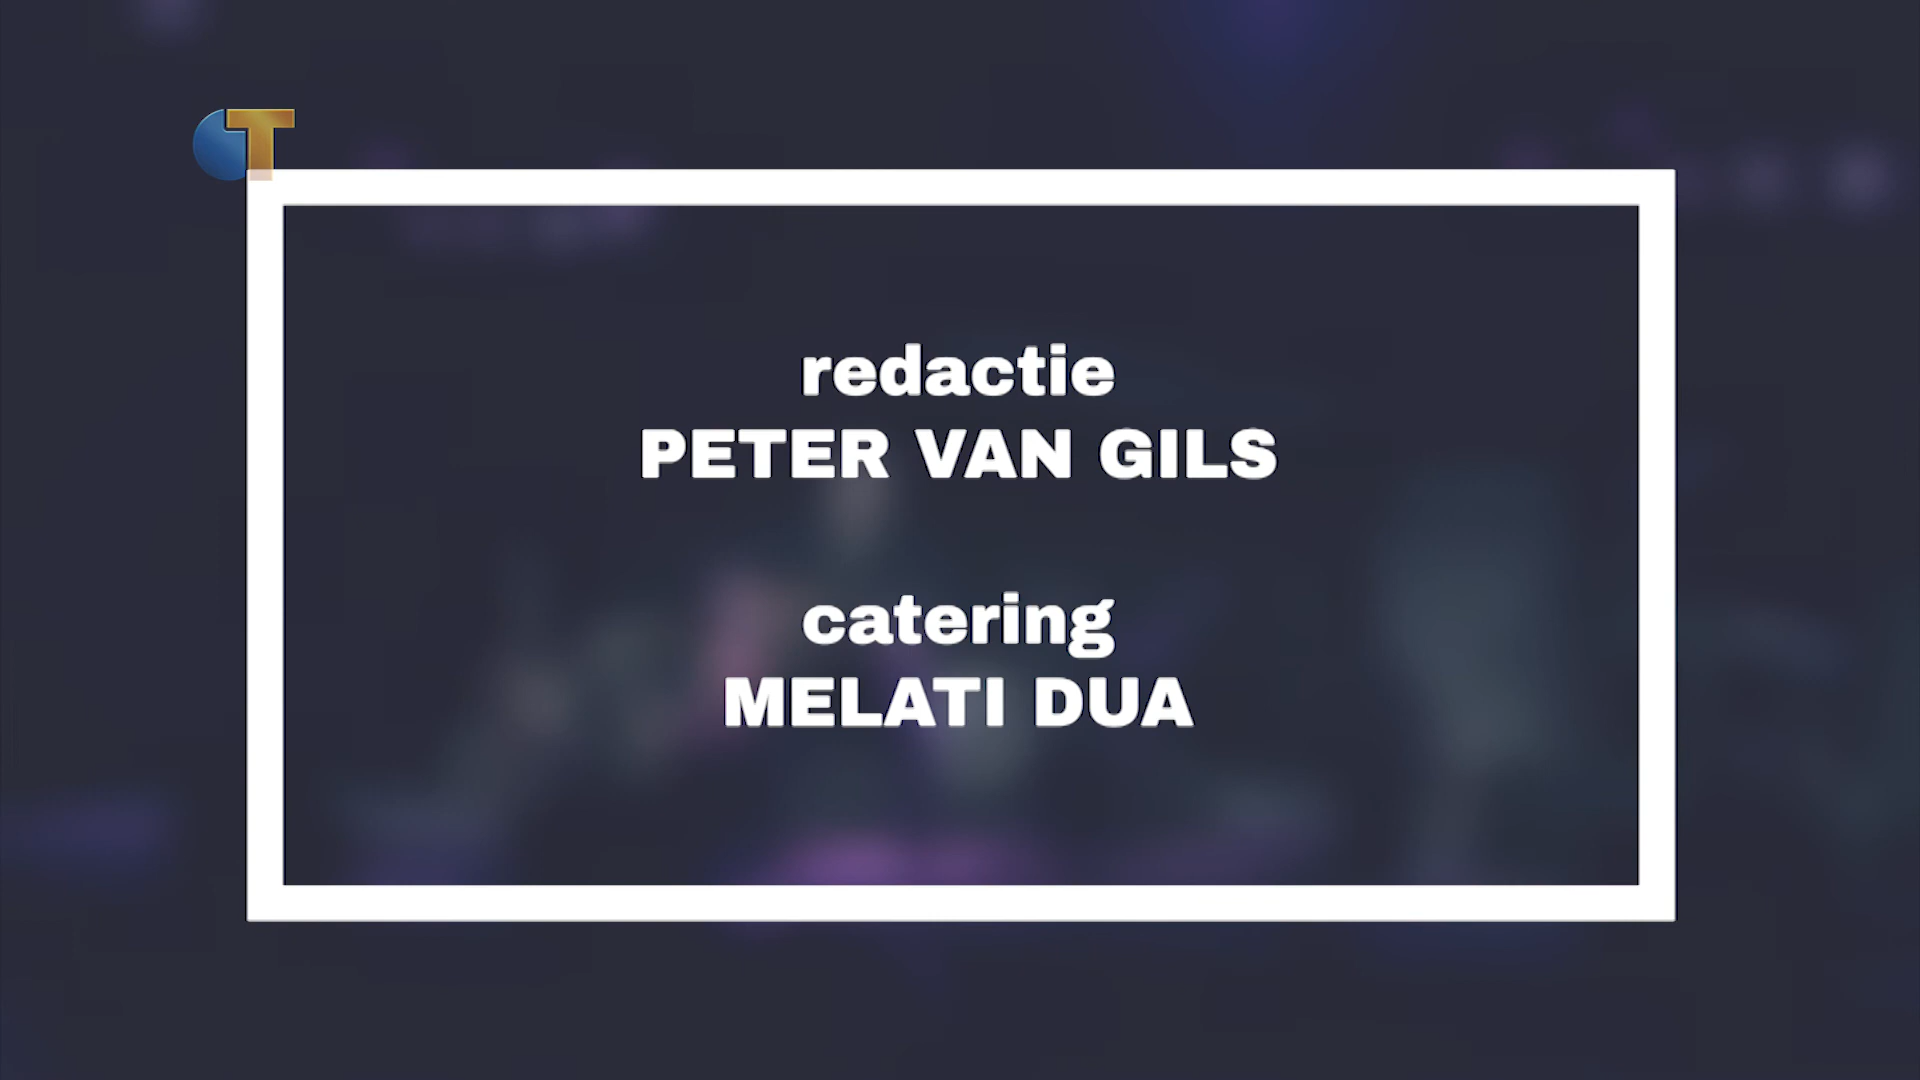 T
redactie
PETER VAN GILS
catering
MELATI DUA